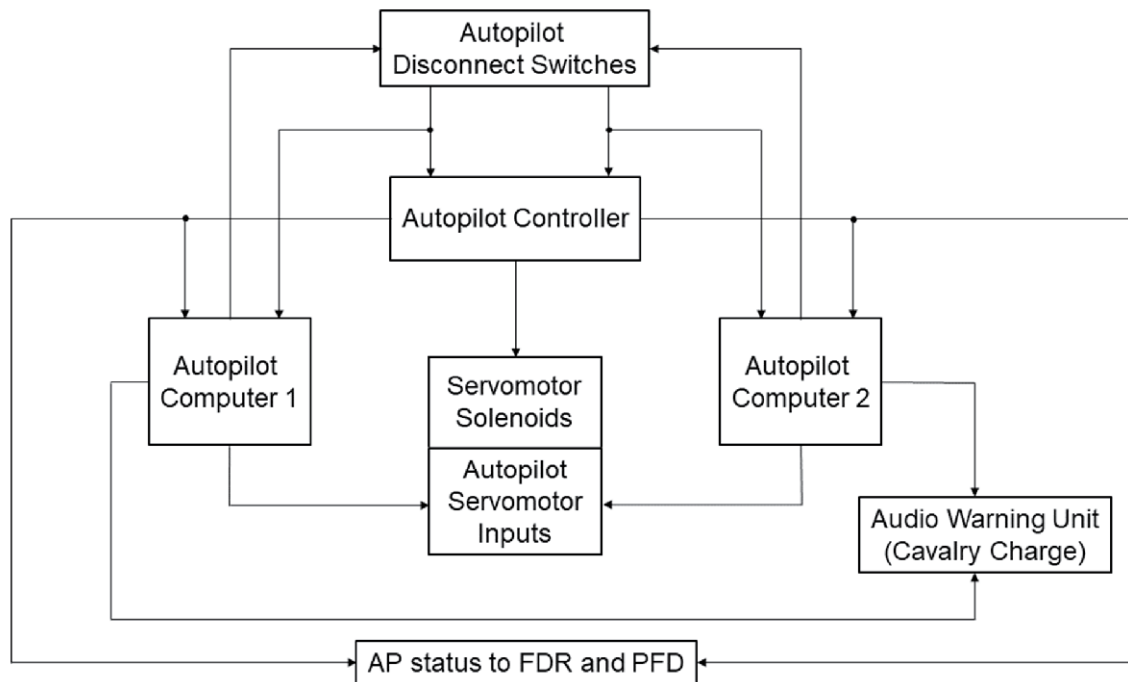 Autopilot
Disconnect Switches
Autopilot Controller
Autopilot
Computer 1
Servomotor
Solenoids
Autopilot
Servomotor
Inputs
Autopilot
Computer 2
Audio Warning Unit
(Cavalry Charge)
AP status to FDR and PFD